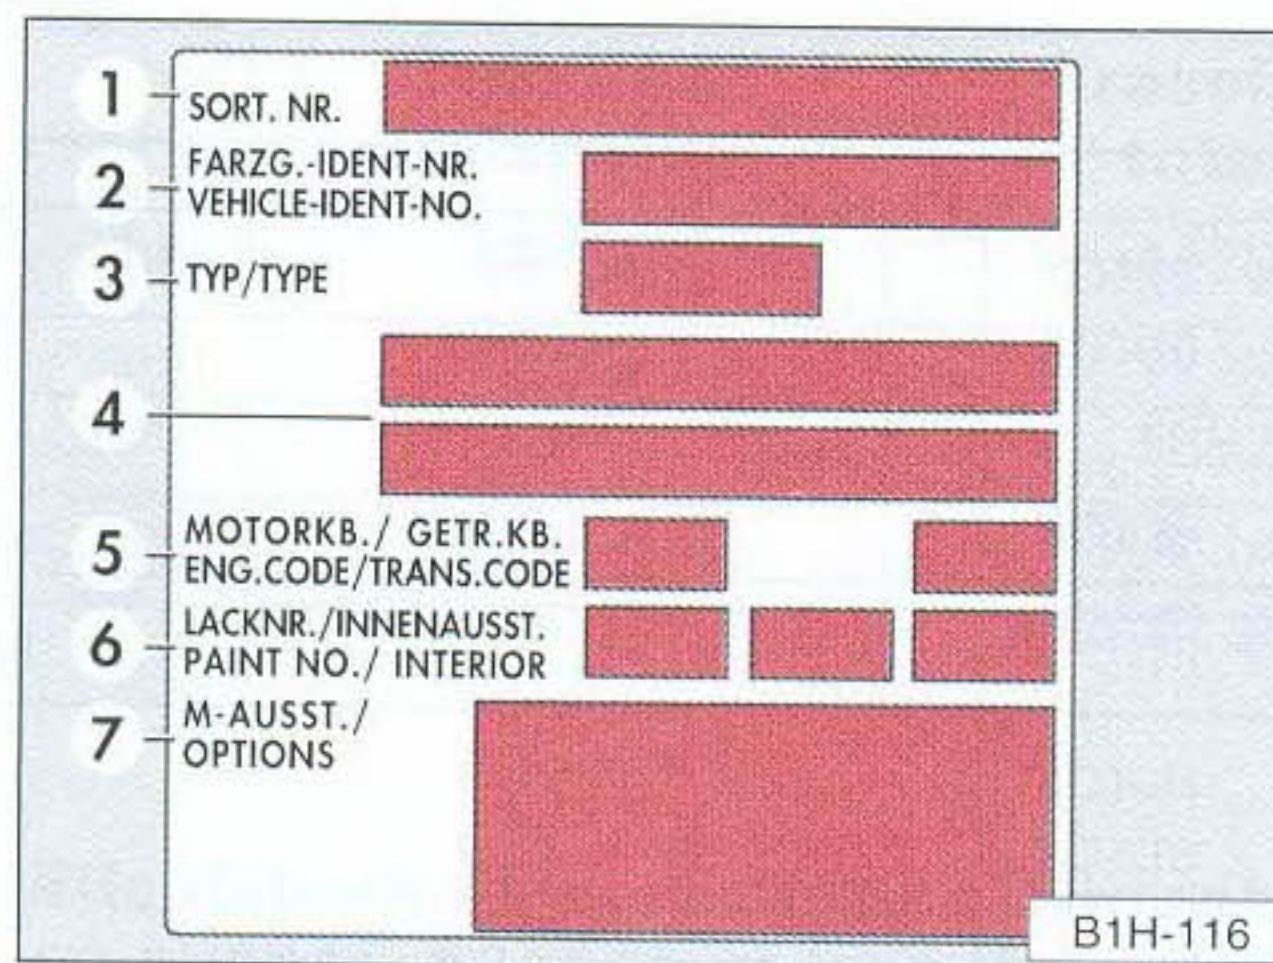 1 SORT. NR.
2 FARZG.-IDENT-NR.
VEHICLE-IDENT-NO.
3 TYP/TYPE
4
5 MOTORKB./ GETR.KB.
ENG.CODE/TRANS.CODE
6 LACKNR./INNENAUSST.
PAINT NO./ INTERIOR
7 M-AUSST./
OPTIONS
B1H-116